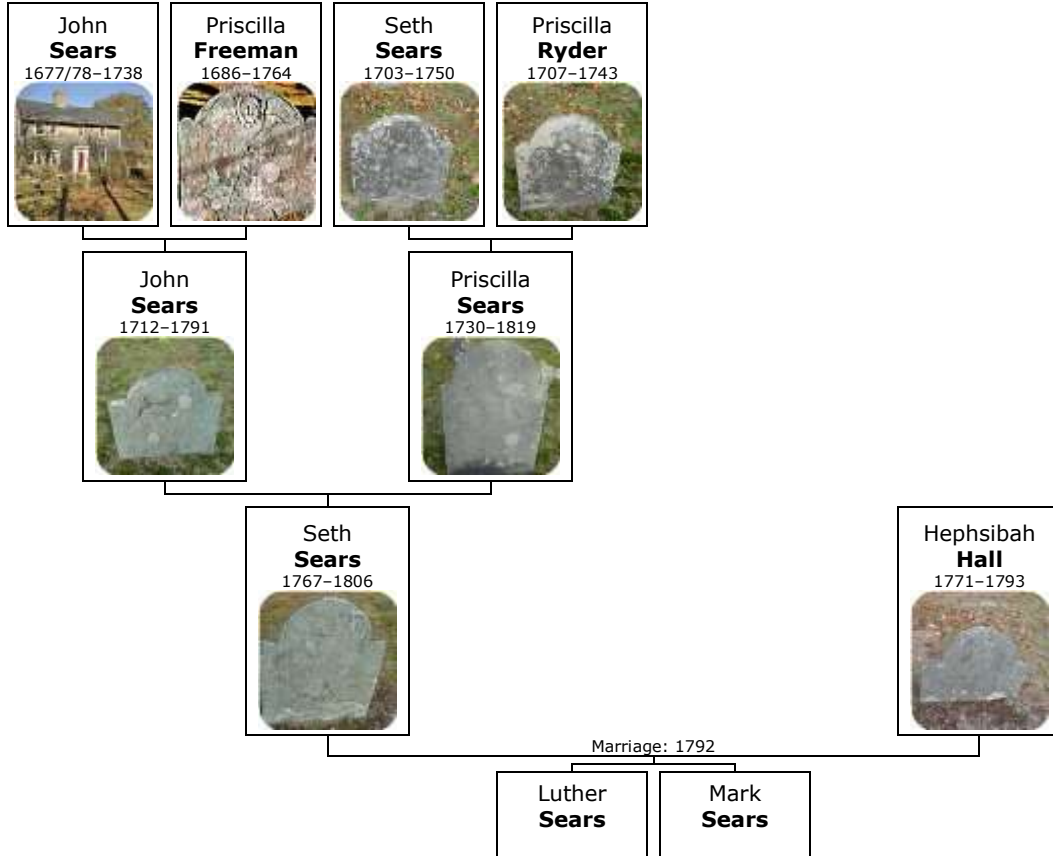 John
Sears
1677/78–1738
Priscilla
Freeman
1686–1764
Seth
Sears
1703–1750
Priscilla
Ryder
1707–1743
John
Sears
1712–1791
Priscilla
Sears
1730–1819
Seth
Sears
1767–1806
Hephsibah
Hall
1771–1793
Marriage: 1792
Luther
Sears
Mark
Sears